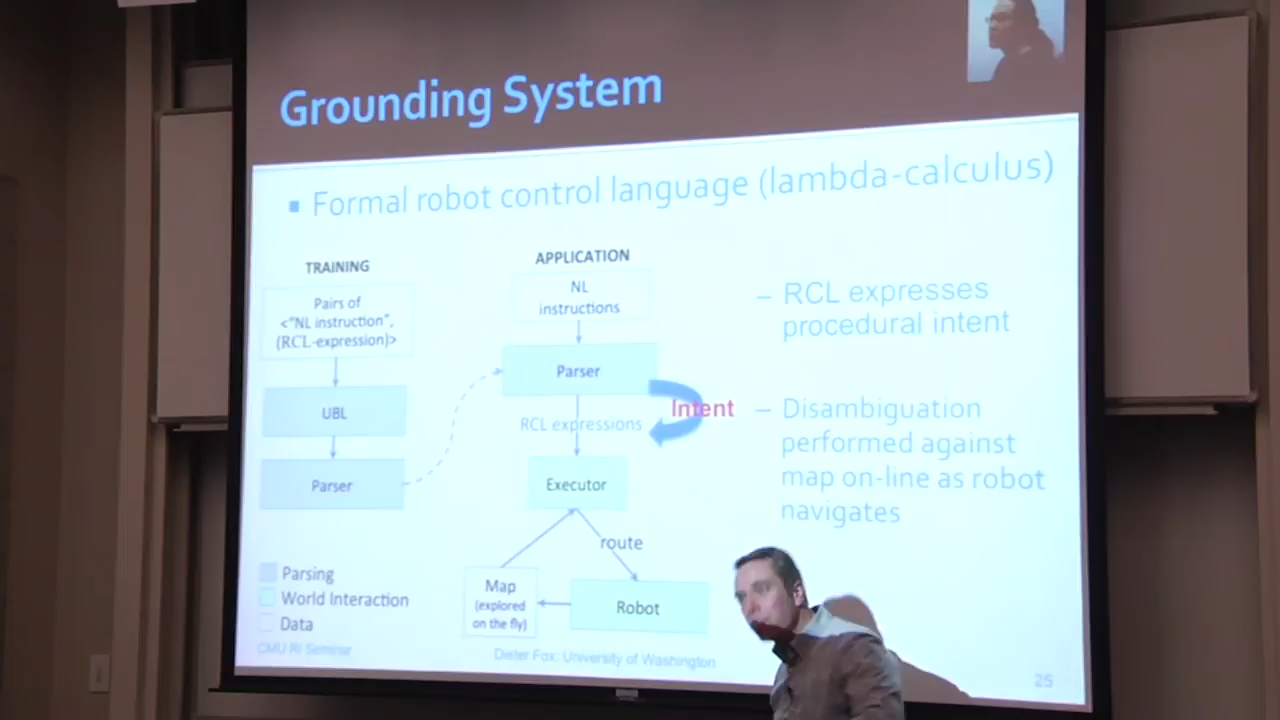 Grounding System
▪ Formal robot control language (lambda-calculus)
TRAINING
Pairs of
<"NL instruction",
(RCL-expression)>
UBL
Parser
APPLICATION
NL
instructions
Parser
Intent
RCL expressions
Executor
route
Map
(explored
on the fly)
Robot
– RCL expresses
procedural intent
– Disambiguation
performed against
map on-line as robot
navigates
Parsing
World Interaction
Data
CMU RI Seminar
Dieter Fox: University of Washington
25